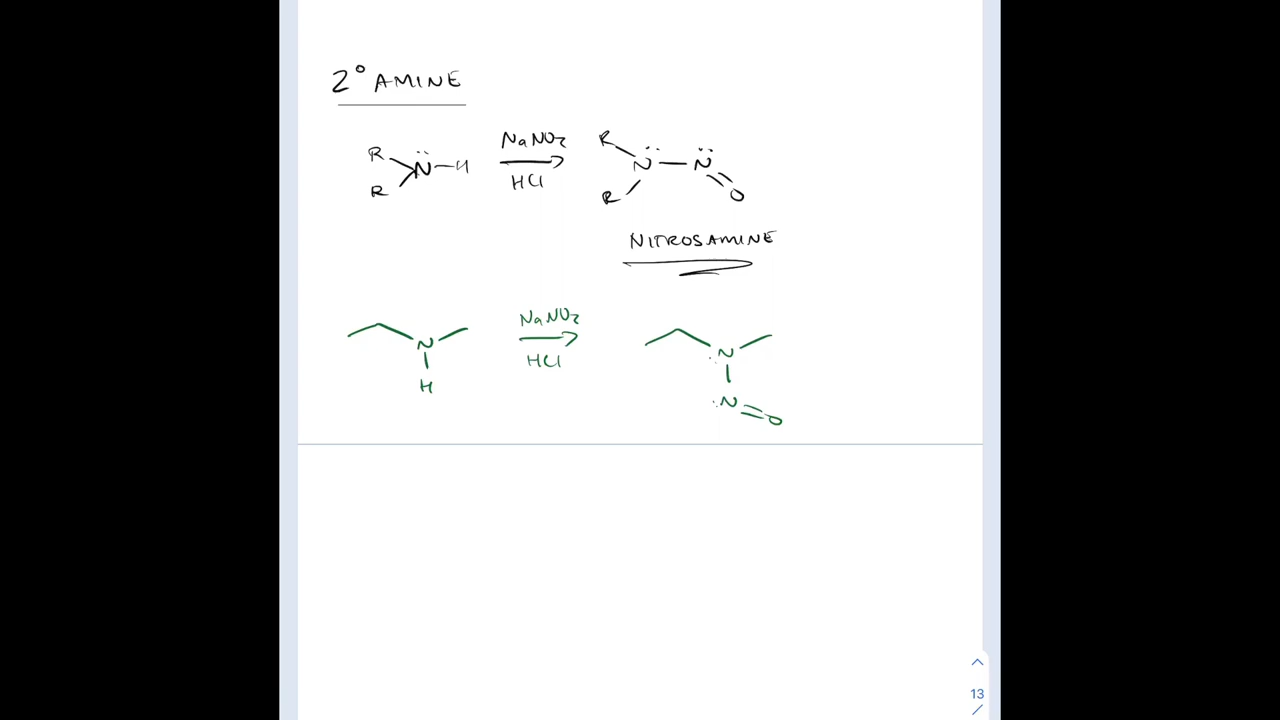 2° AMINE
R
R
N̈-H
NaNO2
HCl
R
R
N̈-N̈=O
NITROSAMINE
N
H
NaNO2
HCl
N
N=O
13